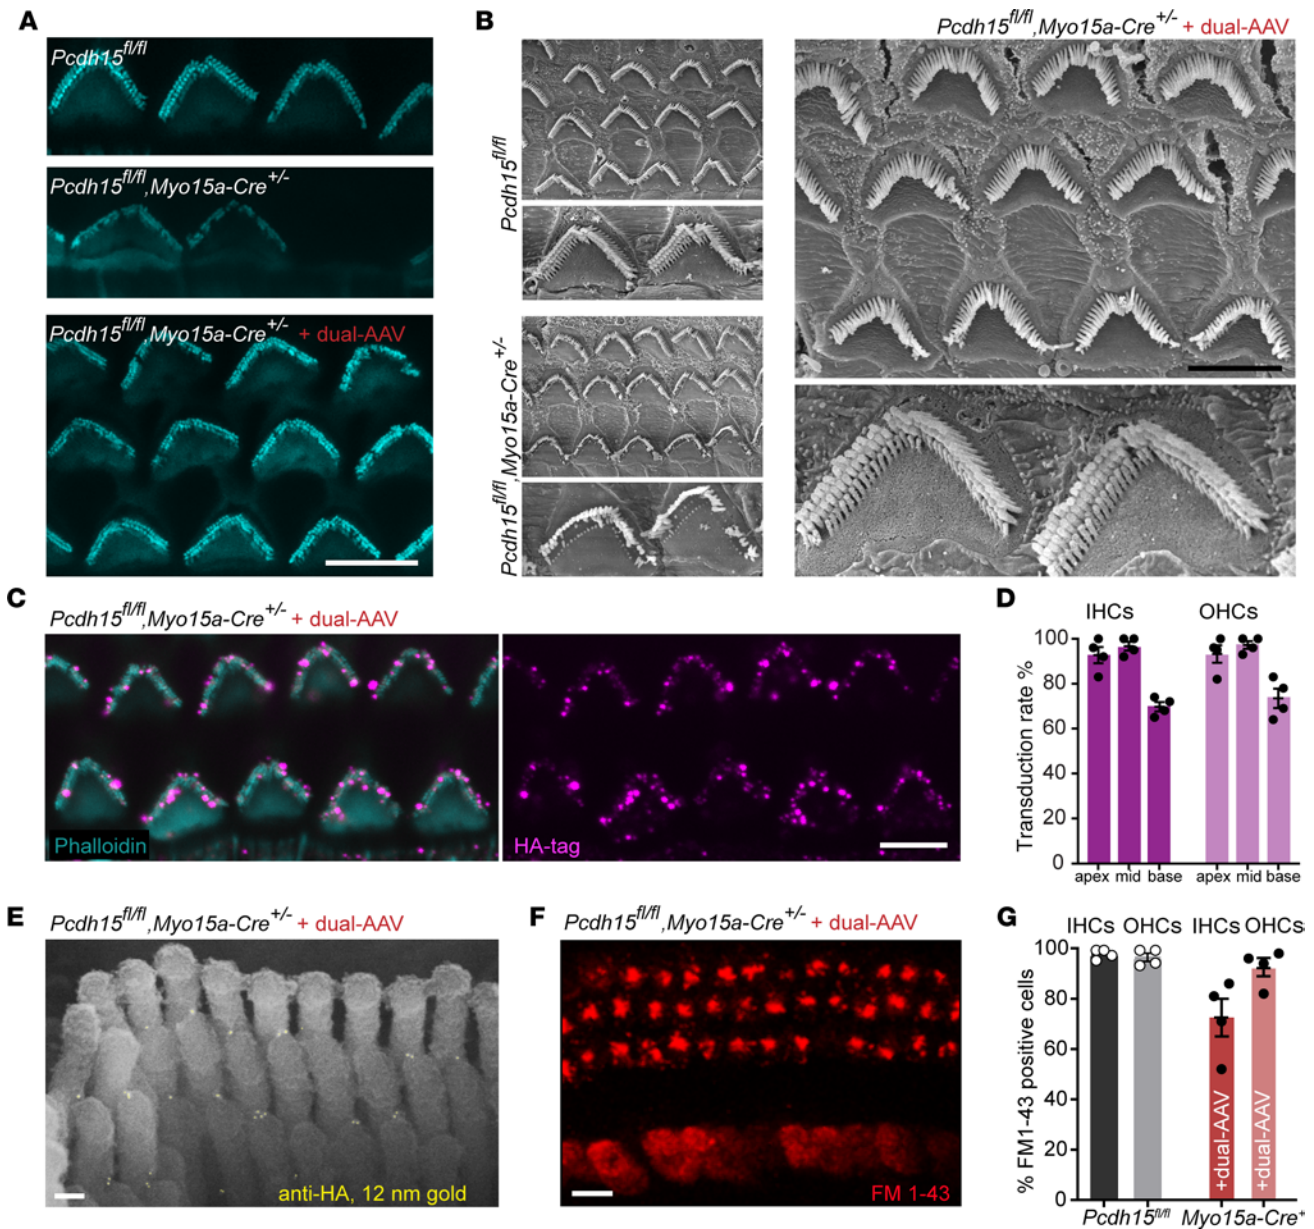 A
Pcdh15fl/fl
Pcdh15fl/fl,Myo15a-Cre+/-
Pcdh15fl/fl,Myo15a-Cre+/- + dual-AAV
B
Pcdh15fl/fl
Pcdh15fl/fl,Myo15a-Cre+/-
Pcdh15fl/fl,Myo15a-Cre+/- + dual-AAV
C
Pcdh15fl/fl,Myo15a-Cre+/- + dual-AAV
Phalloidin
HA-tag
D
IHCs OHCs
Transduction rate %
100
80
60
40
20
0
apex mid base apex mid base
E
Pcdh15fl/fl,Myo15a-Cre+/- + dual-AAV
anti-HA, 12 nm gold
F
Pcdh15fl/fl,Myo15a-Cre+/- + dual-AAV
FM 1-43
G
IHCs OHCs IHCs OHCs
% FM1-43 positive cells
100
80
60
40
20
0
+dual-AAV
+dual-AAV
Pcdh15fl/fl Myo15a-Cre+